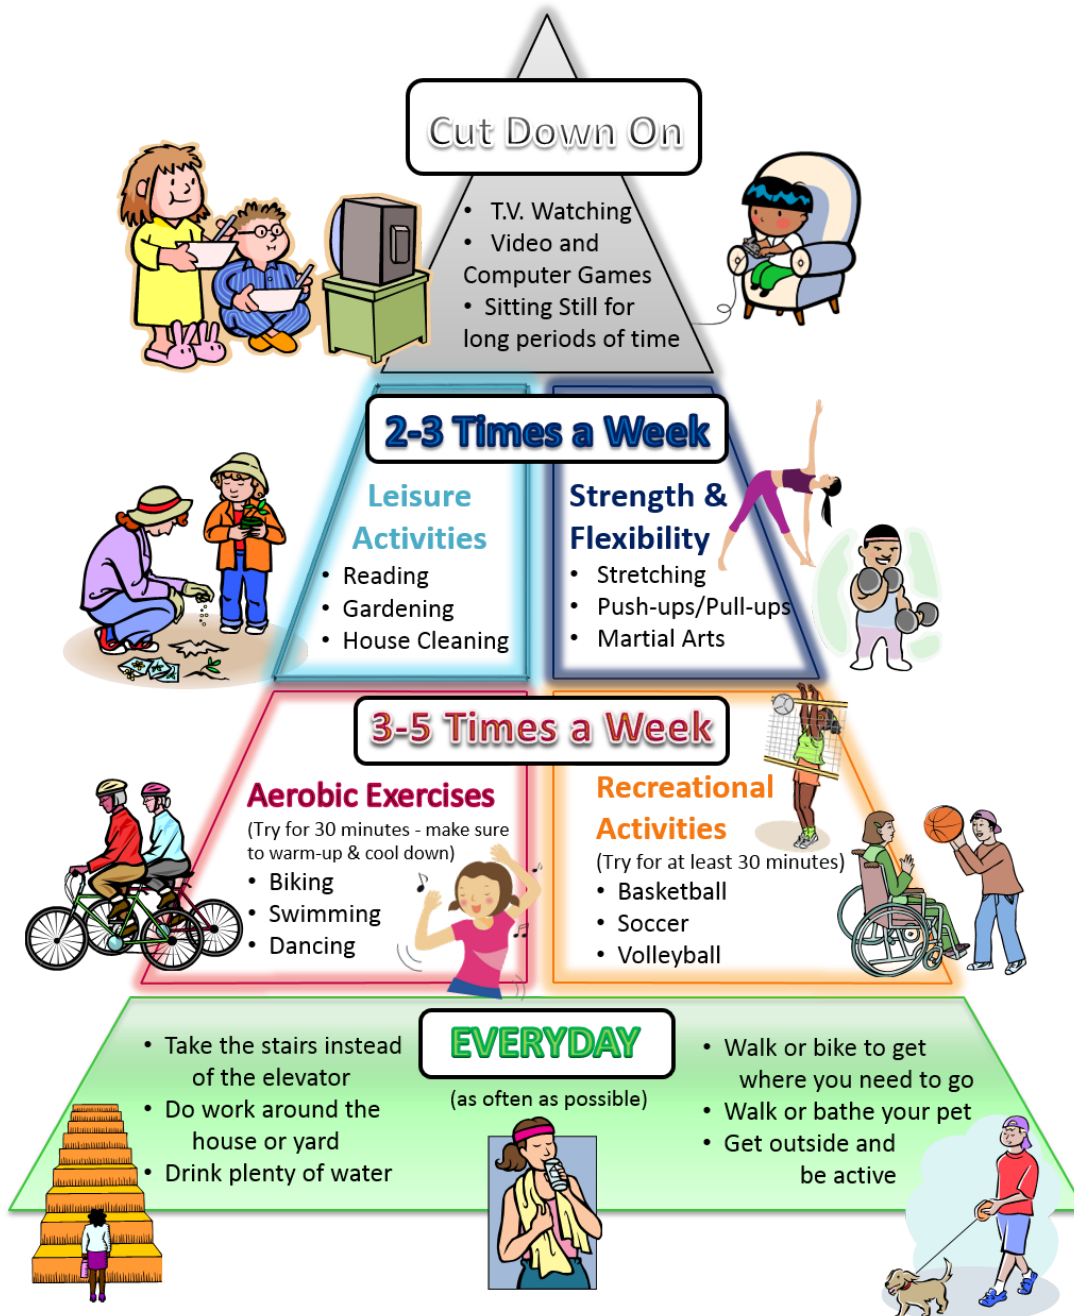 Cut Down On
• T.V. Watching
• Video and
Computer Games
• Sitting Still for
long periods of time
2-3 Times a Week
Leisure
Activities
• Reading
• Gardening
• House Cleaning
Strength &
Flexibility
• Stretching
• Push-ups/Pull-ups
• Martial Arts
3-5 Times a Week
Aerobic Exercises
(Try for 30 minutes - make sure
to warm-up & cool down)
• Biking
• Swimming
• Dancing
Recreational
Activities
(Try for at least 30 minutes)
• Basketball
• Soccer
• Volleyball
EVERYDAY
(as often as possible)
• Take the stairs instead
of the elevator
• Do work around the
house or yard
• Drink plenty of water
• Walk or bike to get
where you need to go
• Walk or bathe your pet
• Get outside and
be active